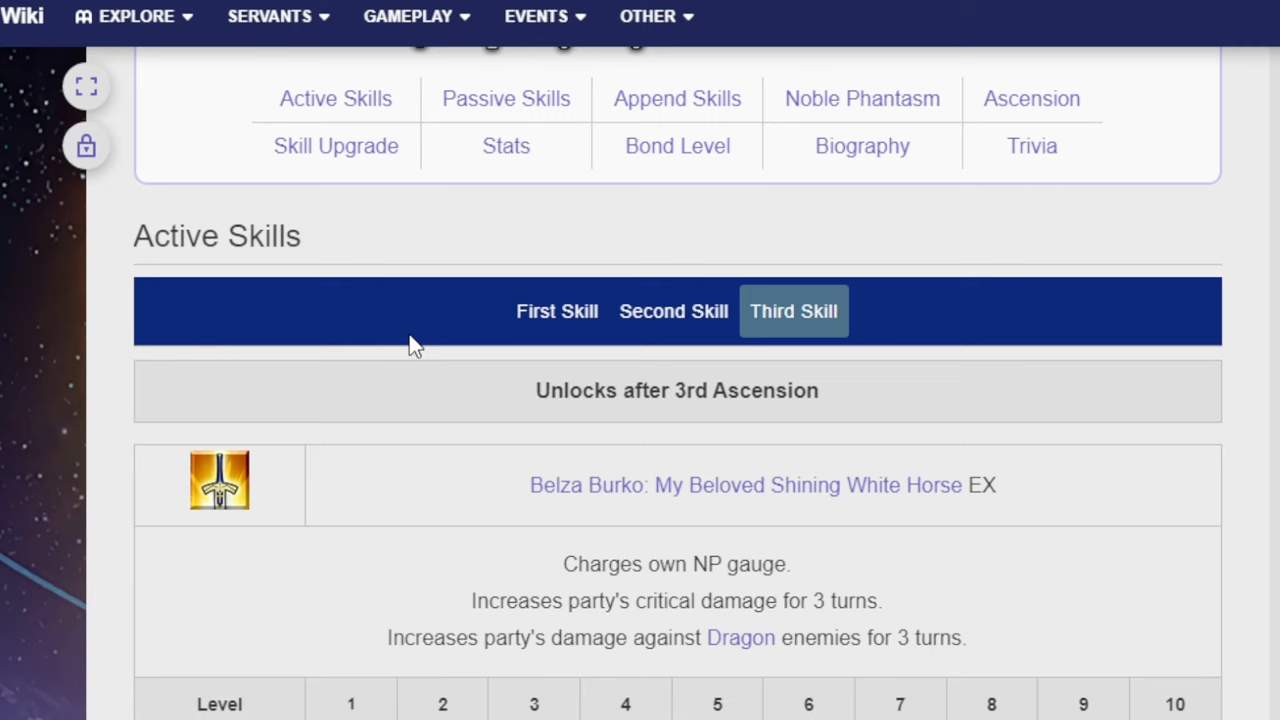 Wiki EXPLORE SERVANTS GAMEPLAY EVENTS OTHER
Active Skills Passive Skills Append Skills Noble Phantasm Ascension
Skill Upgrade Stats Bond Level Biography Trivia
Active Skills
First Skill Second Skill Third Skill
Unlocks after 3rd Ascension
Belza Burko: My Beloved Shining White Horse EX
Charges own NP gauge.
Increases party's critical damage for 3 turns.
Increases party's damage against Dragon enemies for 3 turns.
Level 1 2 3 4 5 6 7 8 9 10